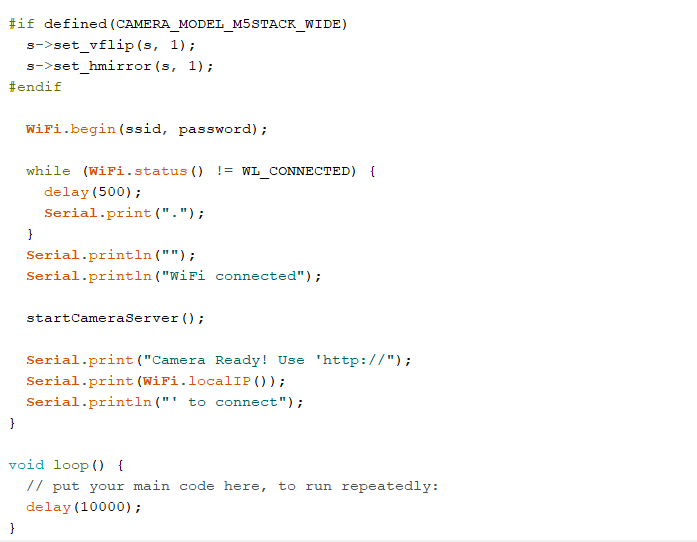 #if defined(CAMERA_MODEL_M5STACK_WIDE)
  s->set_vflip(s, 1);
  s->set_hmirror(s, 1);
#endif

  WiFi.begin(ssid, password);

  while (WiFi.status() != WL_CONNECTED) {
    delay(500);
    Serial.print(".");
  }
  Serial.println("");
  Serial.println("WiFi connected");

  startCameraServer();

  Serial.print("Camera Ready! Use 'http://");
  Serial.print(WiFi.localIP());
  Serial.println("' to connect");
}

void loop() {
  // put your main code here, to run repeatedly:
  delay(10000);
}